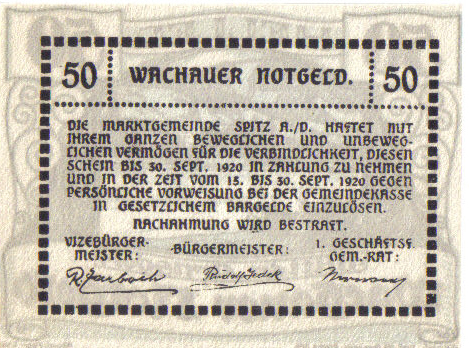 50 WACHAUER NOTGELD. 50
DIE MARKTGEMEINDE SPITZ A./D. HAFTET MIT
IHREM GANZEN BEWEGLICHEN UND UNBEWEG-
LICHEN VERMÖGEN FÜR DIE VERBINDLICHKEIT, DIESEN
SCHEIN BIS 30. SEPT. 1920 IN ZAHLUNG ZU NEHMEN
UND IN DER ZEIT VOM 15. BIS 30. SEPT. 1920 GEGEN
PERSÖNLICHE VORWEISUNG BEI DER GEMEINDEKASSE
IN GESETZLICHEM BARGELDE EINZULÖSEN.
NACHAHMUNG WIRD BESTRAFT.
VIZEBÜRGER-
MEISTER:
BÜRGERMEISTER:
1. GESCHÄFTSF.
GEM.-RAT: